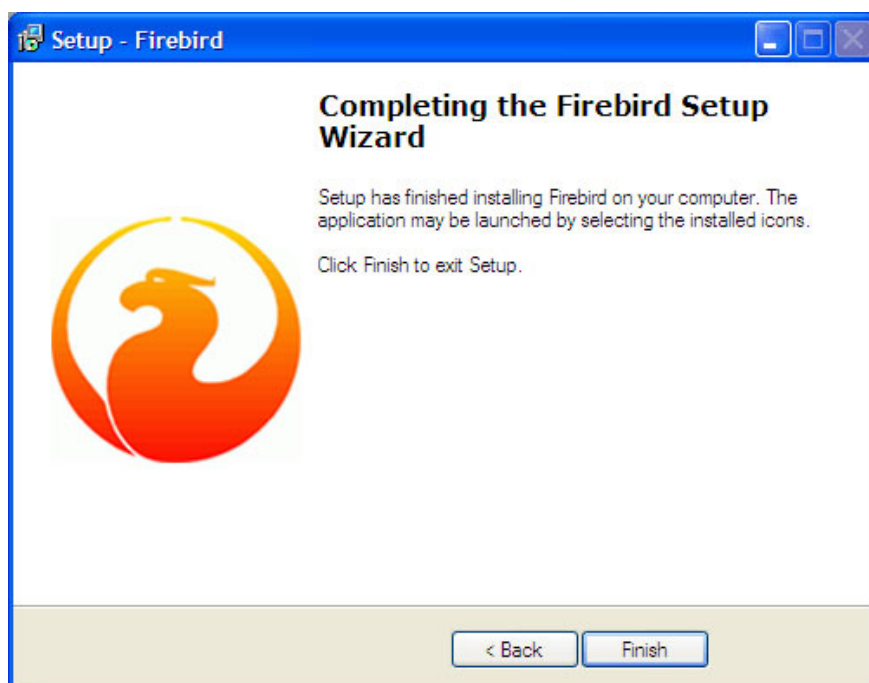 Setup - Firebird
Completing the Firebird Setup
Wizard
Setup has finished installing Firebird on your computer. The
application may be launched by selecting the installed icons.
Click Finish to exit Setup.
< Back
Finish